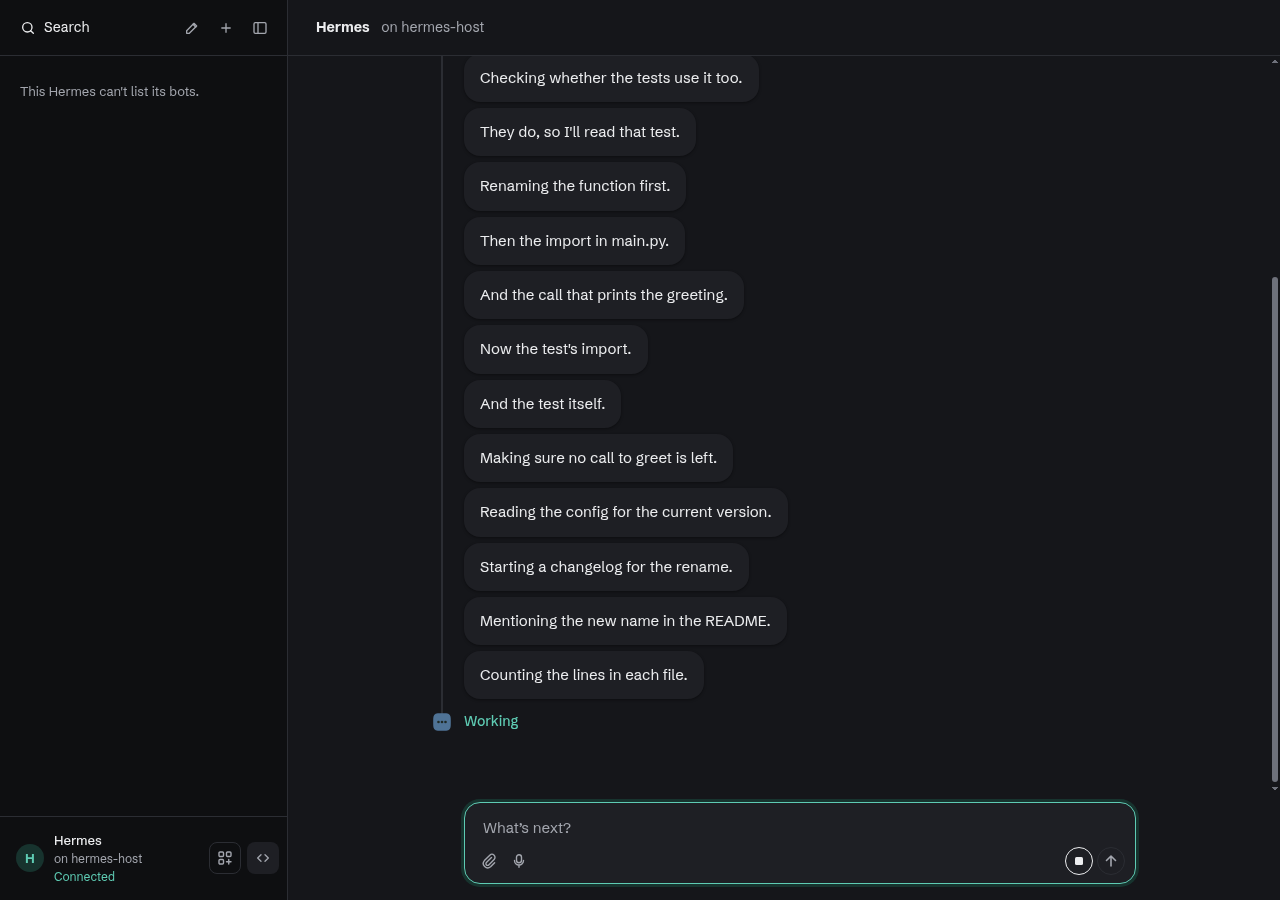 Search
Hermes on hermes-host
This Hermes can't list its bots.
Checking whether the tests use it too.
They do, so I'll read that test.
Renaming the function first.
Then the import in main.py.
And the call that prints the greeting.
Now the test's import.
And the test itself.
Making sure no call to greet is left.
Reading the config for the current version.
Starting a changelog for the rename.
Mentioning the new name in the README.
Counting the lines in each file.
Working
What's next?
H
Hermes
on hermes-host
Connected